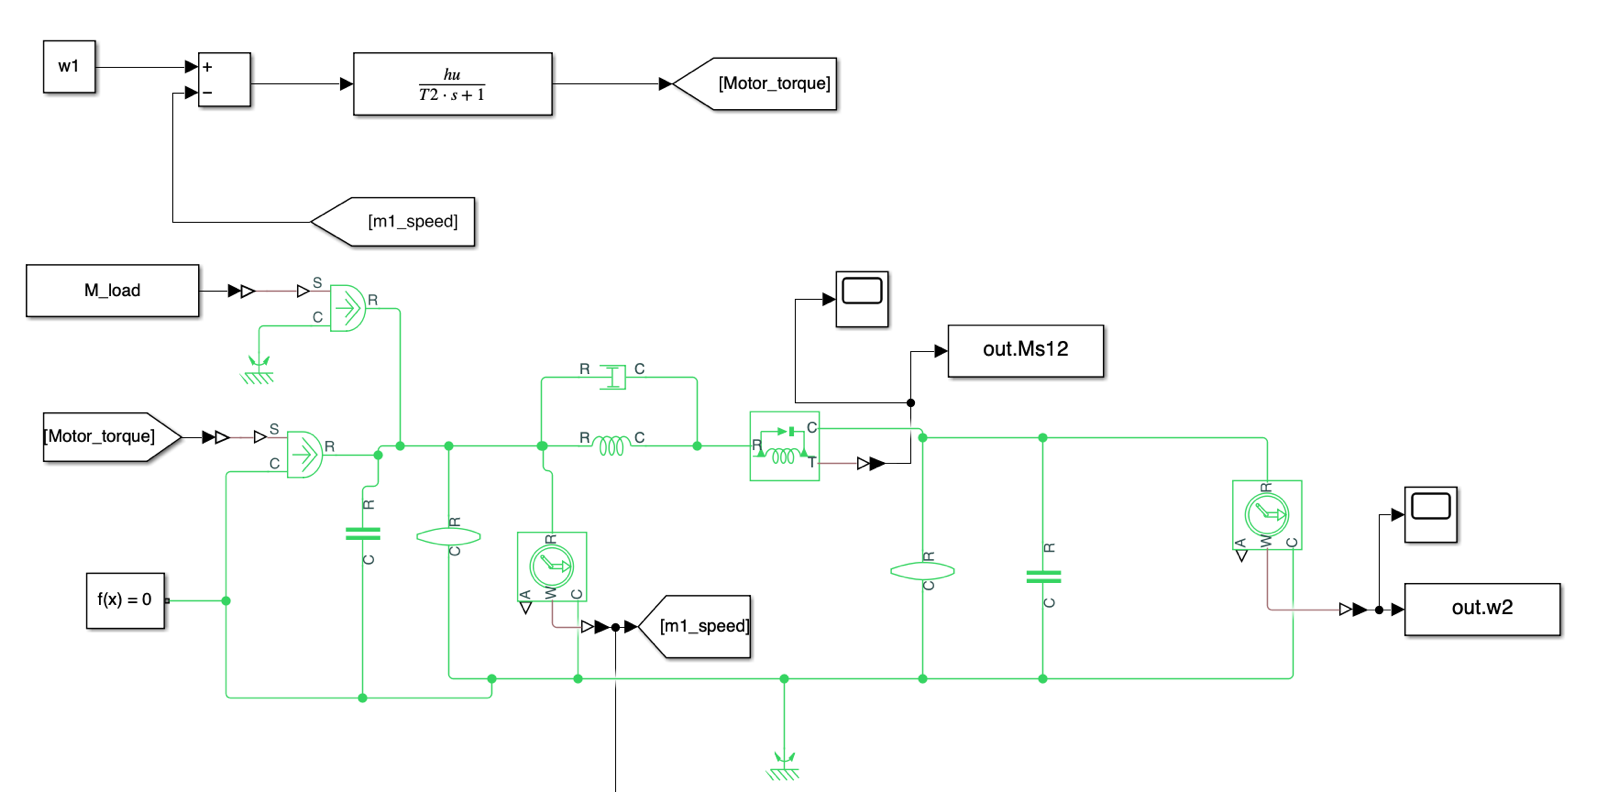 w1
+
−
hu
T2 · s + 1
[Motor_torque]
[m1_speed]
M_load
S
R
C
out.Ms12
R
C
[Motor_torque]
S
R
C
R
C
R
C
T
R
C
R
C
R
A
W
C
f(x) = 0
[m1_speed]
R
C
R
C
R
A
W
C
out.w2